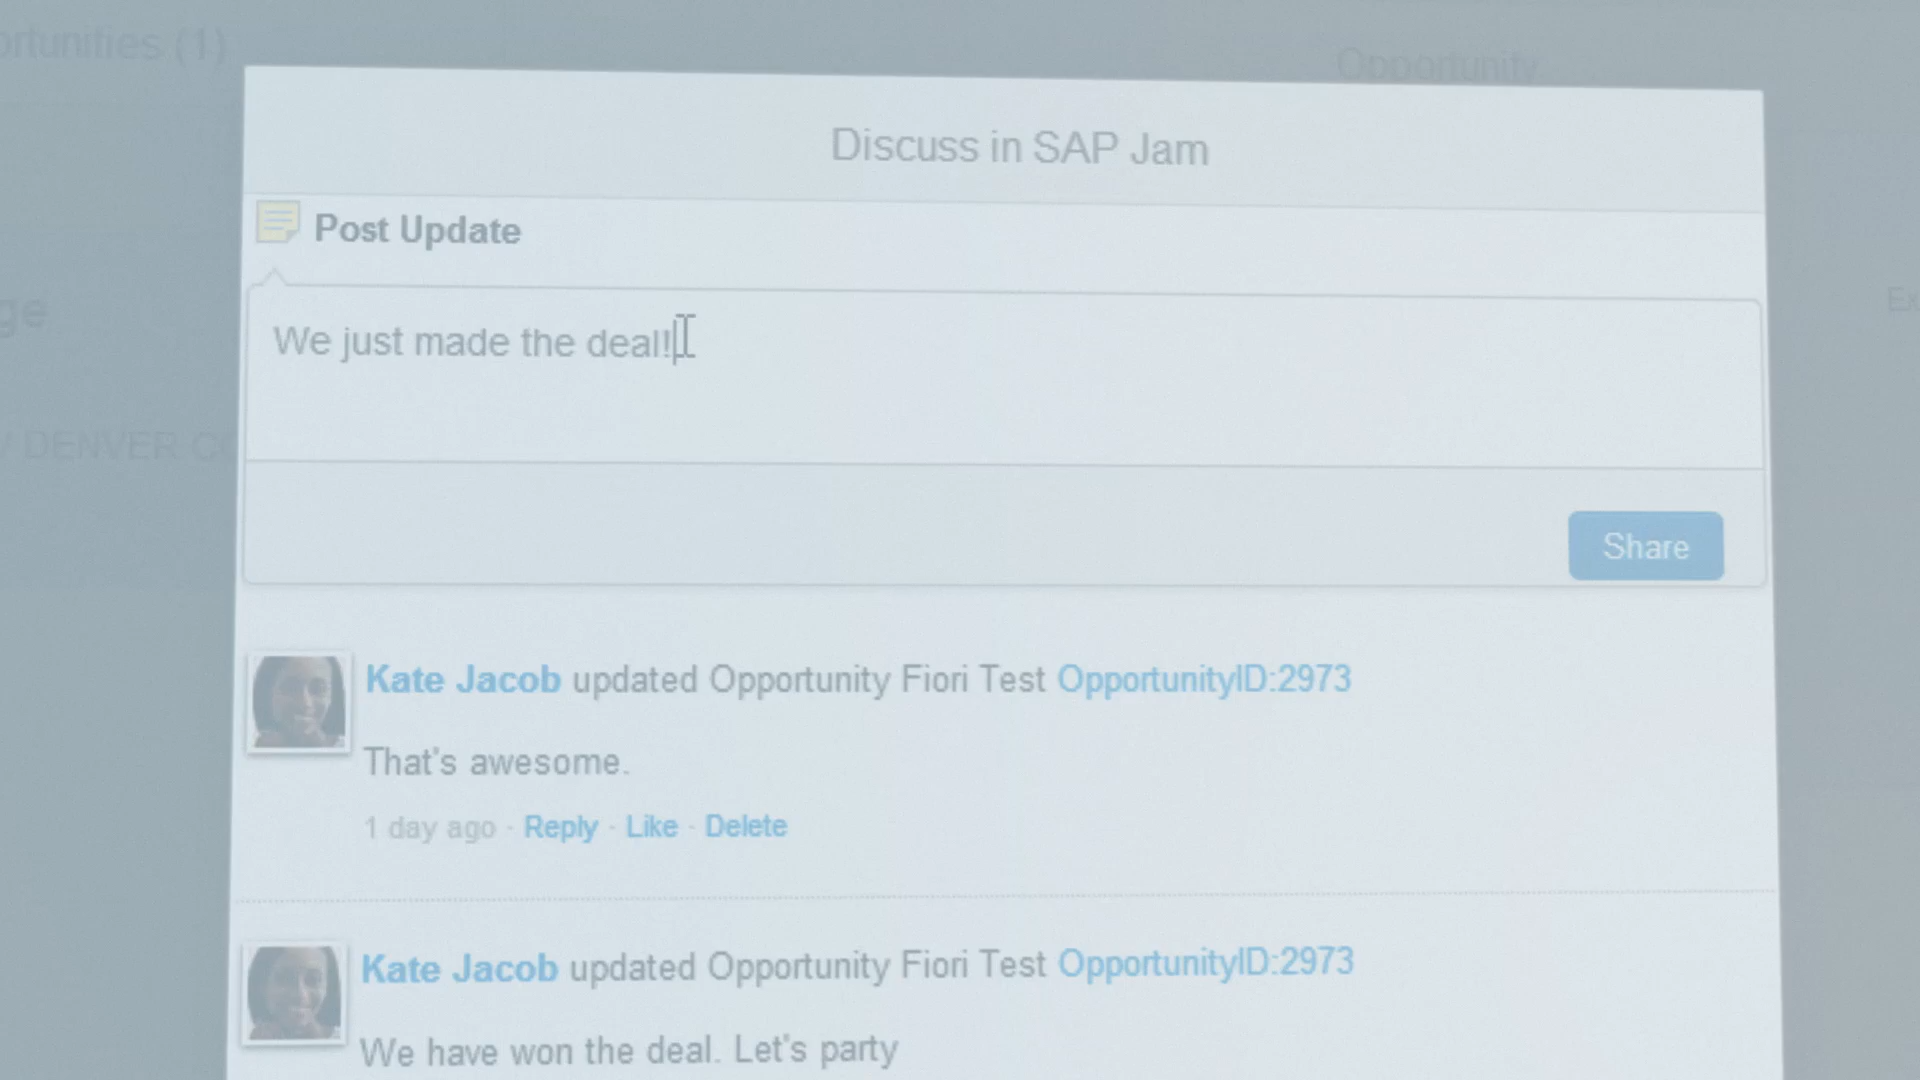 ortunities (1)
Opportunity
Discuss in SAP Jam
Post Update
ge
Ex
We just made the deal!
/ DENVER CO
Share
Kate Jacob updated Opportunity Fiori Test OpportunityID:2973
That's awesome.
1 day ago · Reply · Like · Delete
Kate Jacob updated Opportunity Fiori Test OpportunityID:2973
We have won the deal. Let's party